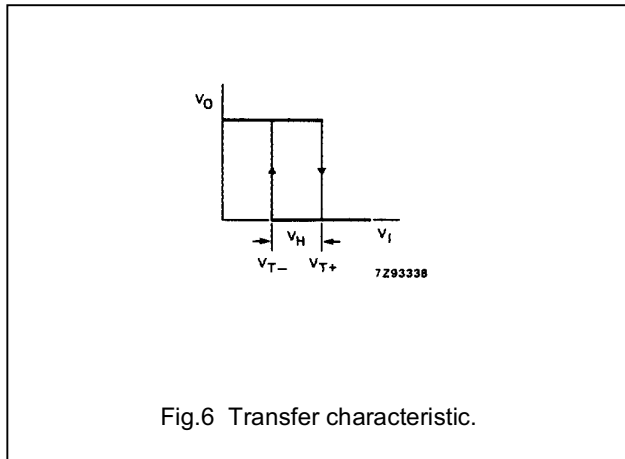 VO
VH
VI
VT−
VT+
7Z93338
Fig.6 Transfer characteristic.